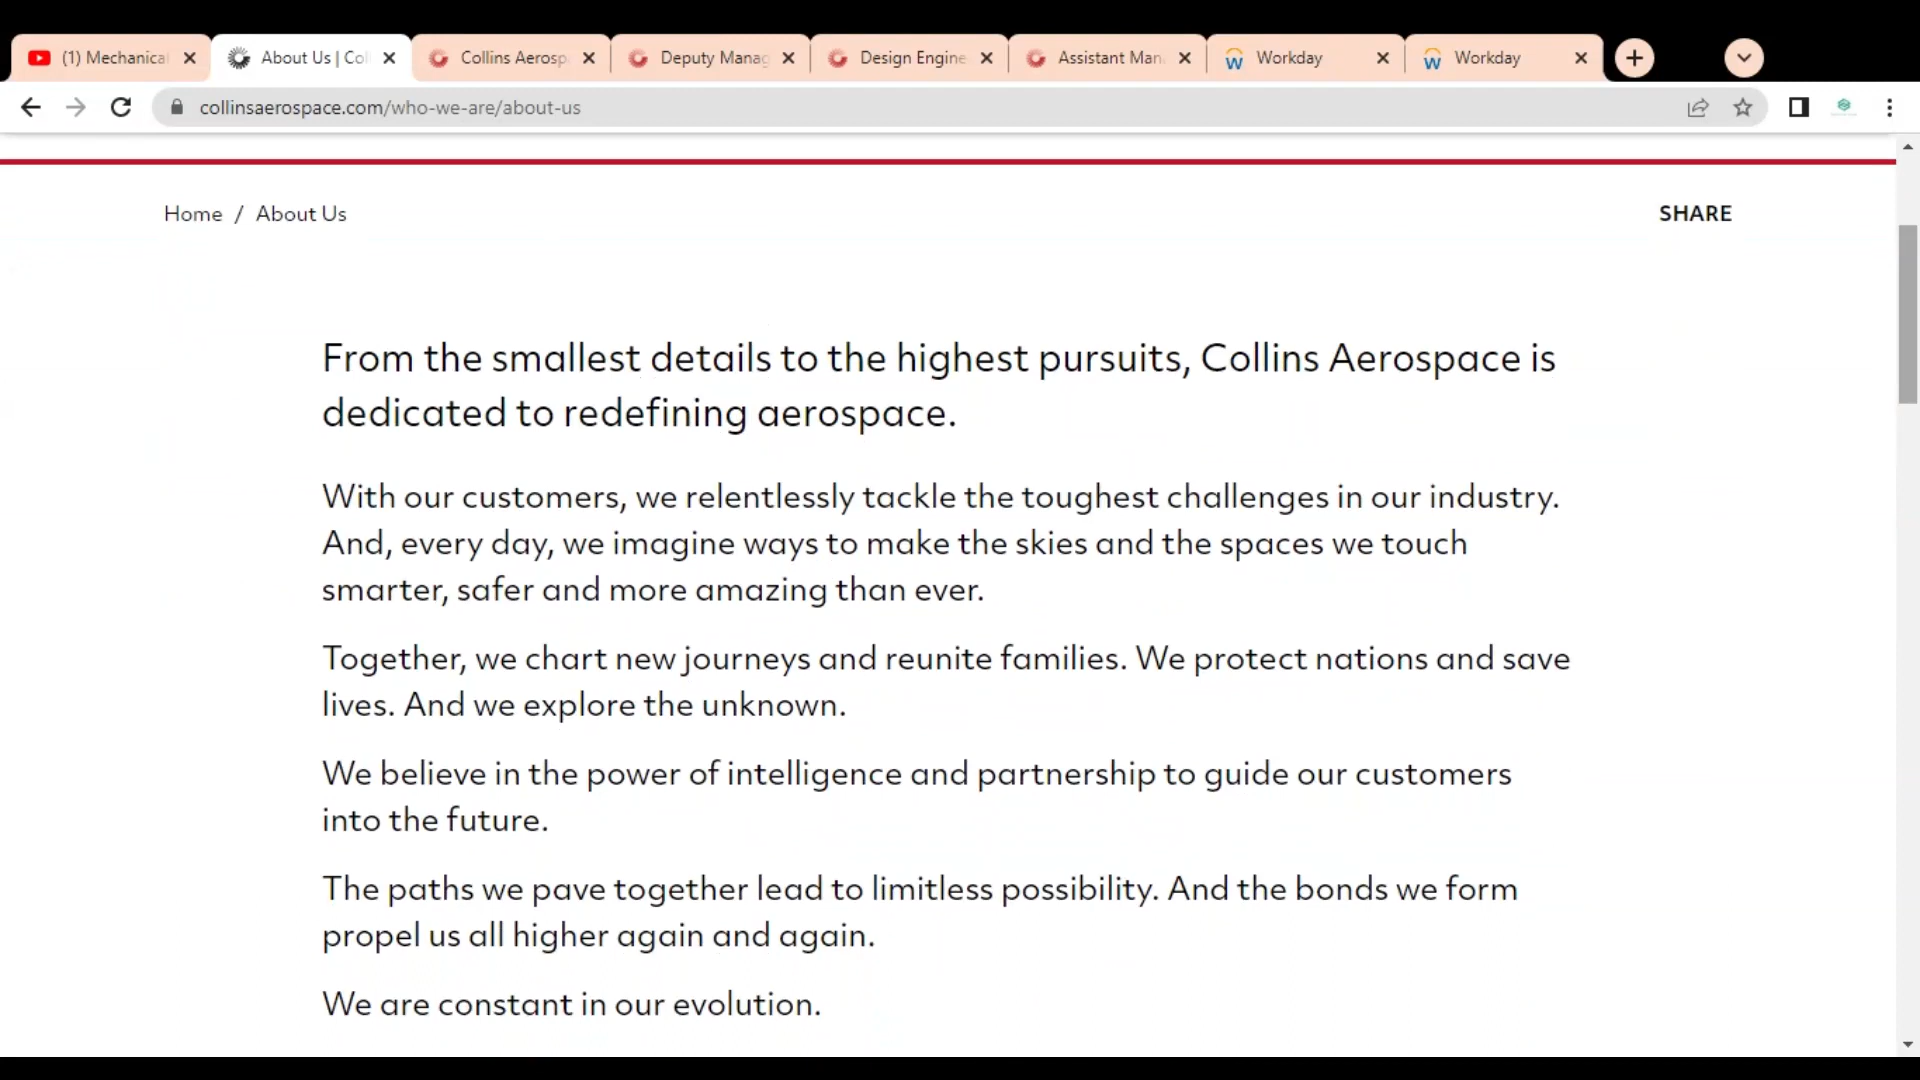 (1) Mechanical
About Us | Col
Collins Aerosp
Deputy Manag
Design Engine
Assistant Man
Workday
Workday
collinsaerospace.com/who-we-are/about-us
Home / About Us
SHARE
From the smallest details to the highest pursuits, Collins Aerospace is
dedicated to redefining aerospace.
With our customers, we relentlessly tackle the toughest challenges in our industry.
And, every day, we imagine ways to make the skies and the spaces we touch
smarter, safer and more amazing than ever.
Together, we chart new journeys and reunite families. We protect nations and save
lives. And we explore the unknown.
We believe in the power of intelligence and partnership to guide our customers
into the future.
The paths we pave together lead to limitless possibility. And the bonds we form
propel us all higher again and again.
We are constant in our evolution.